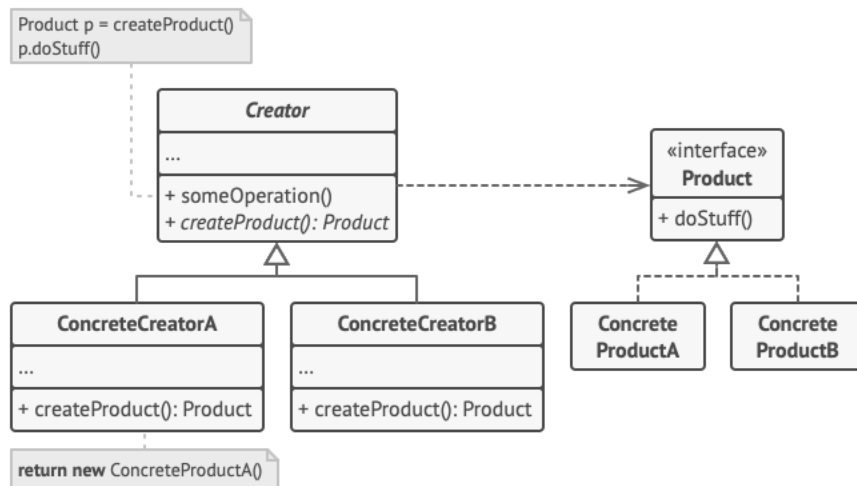 Product p = createProduct()
p.doStuff()
Creator
...
+ someOperation()
+ createProduct(): Product
«interface»
Product
+ doStuff()
ConcreteCreatorA
...
+ createProduct(): Product
ConcreteCreatorB
...
+ createProduct(): Product
Concrete
ProductA
Concrete
ProductB
return new ConcreteProductA()